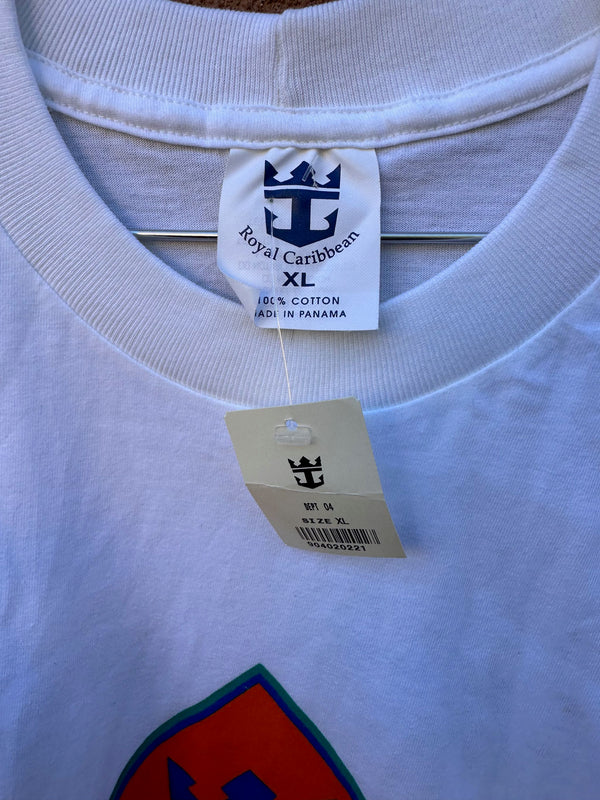 Royal Caribbean
XL
100% COTTON
MADE IN PANAMA
DEPT 04
SIZE XL
904020221